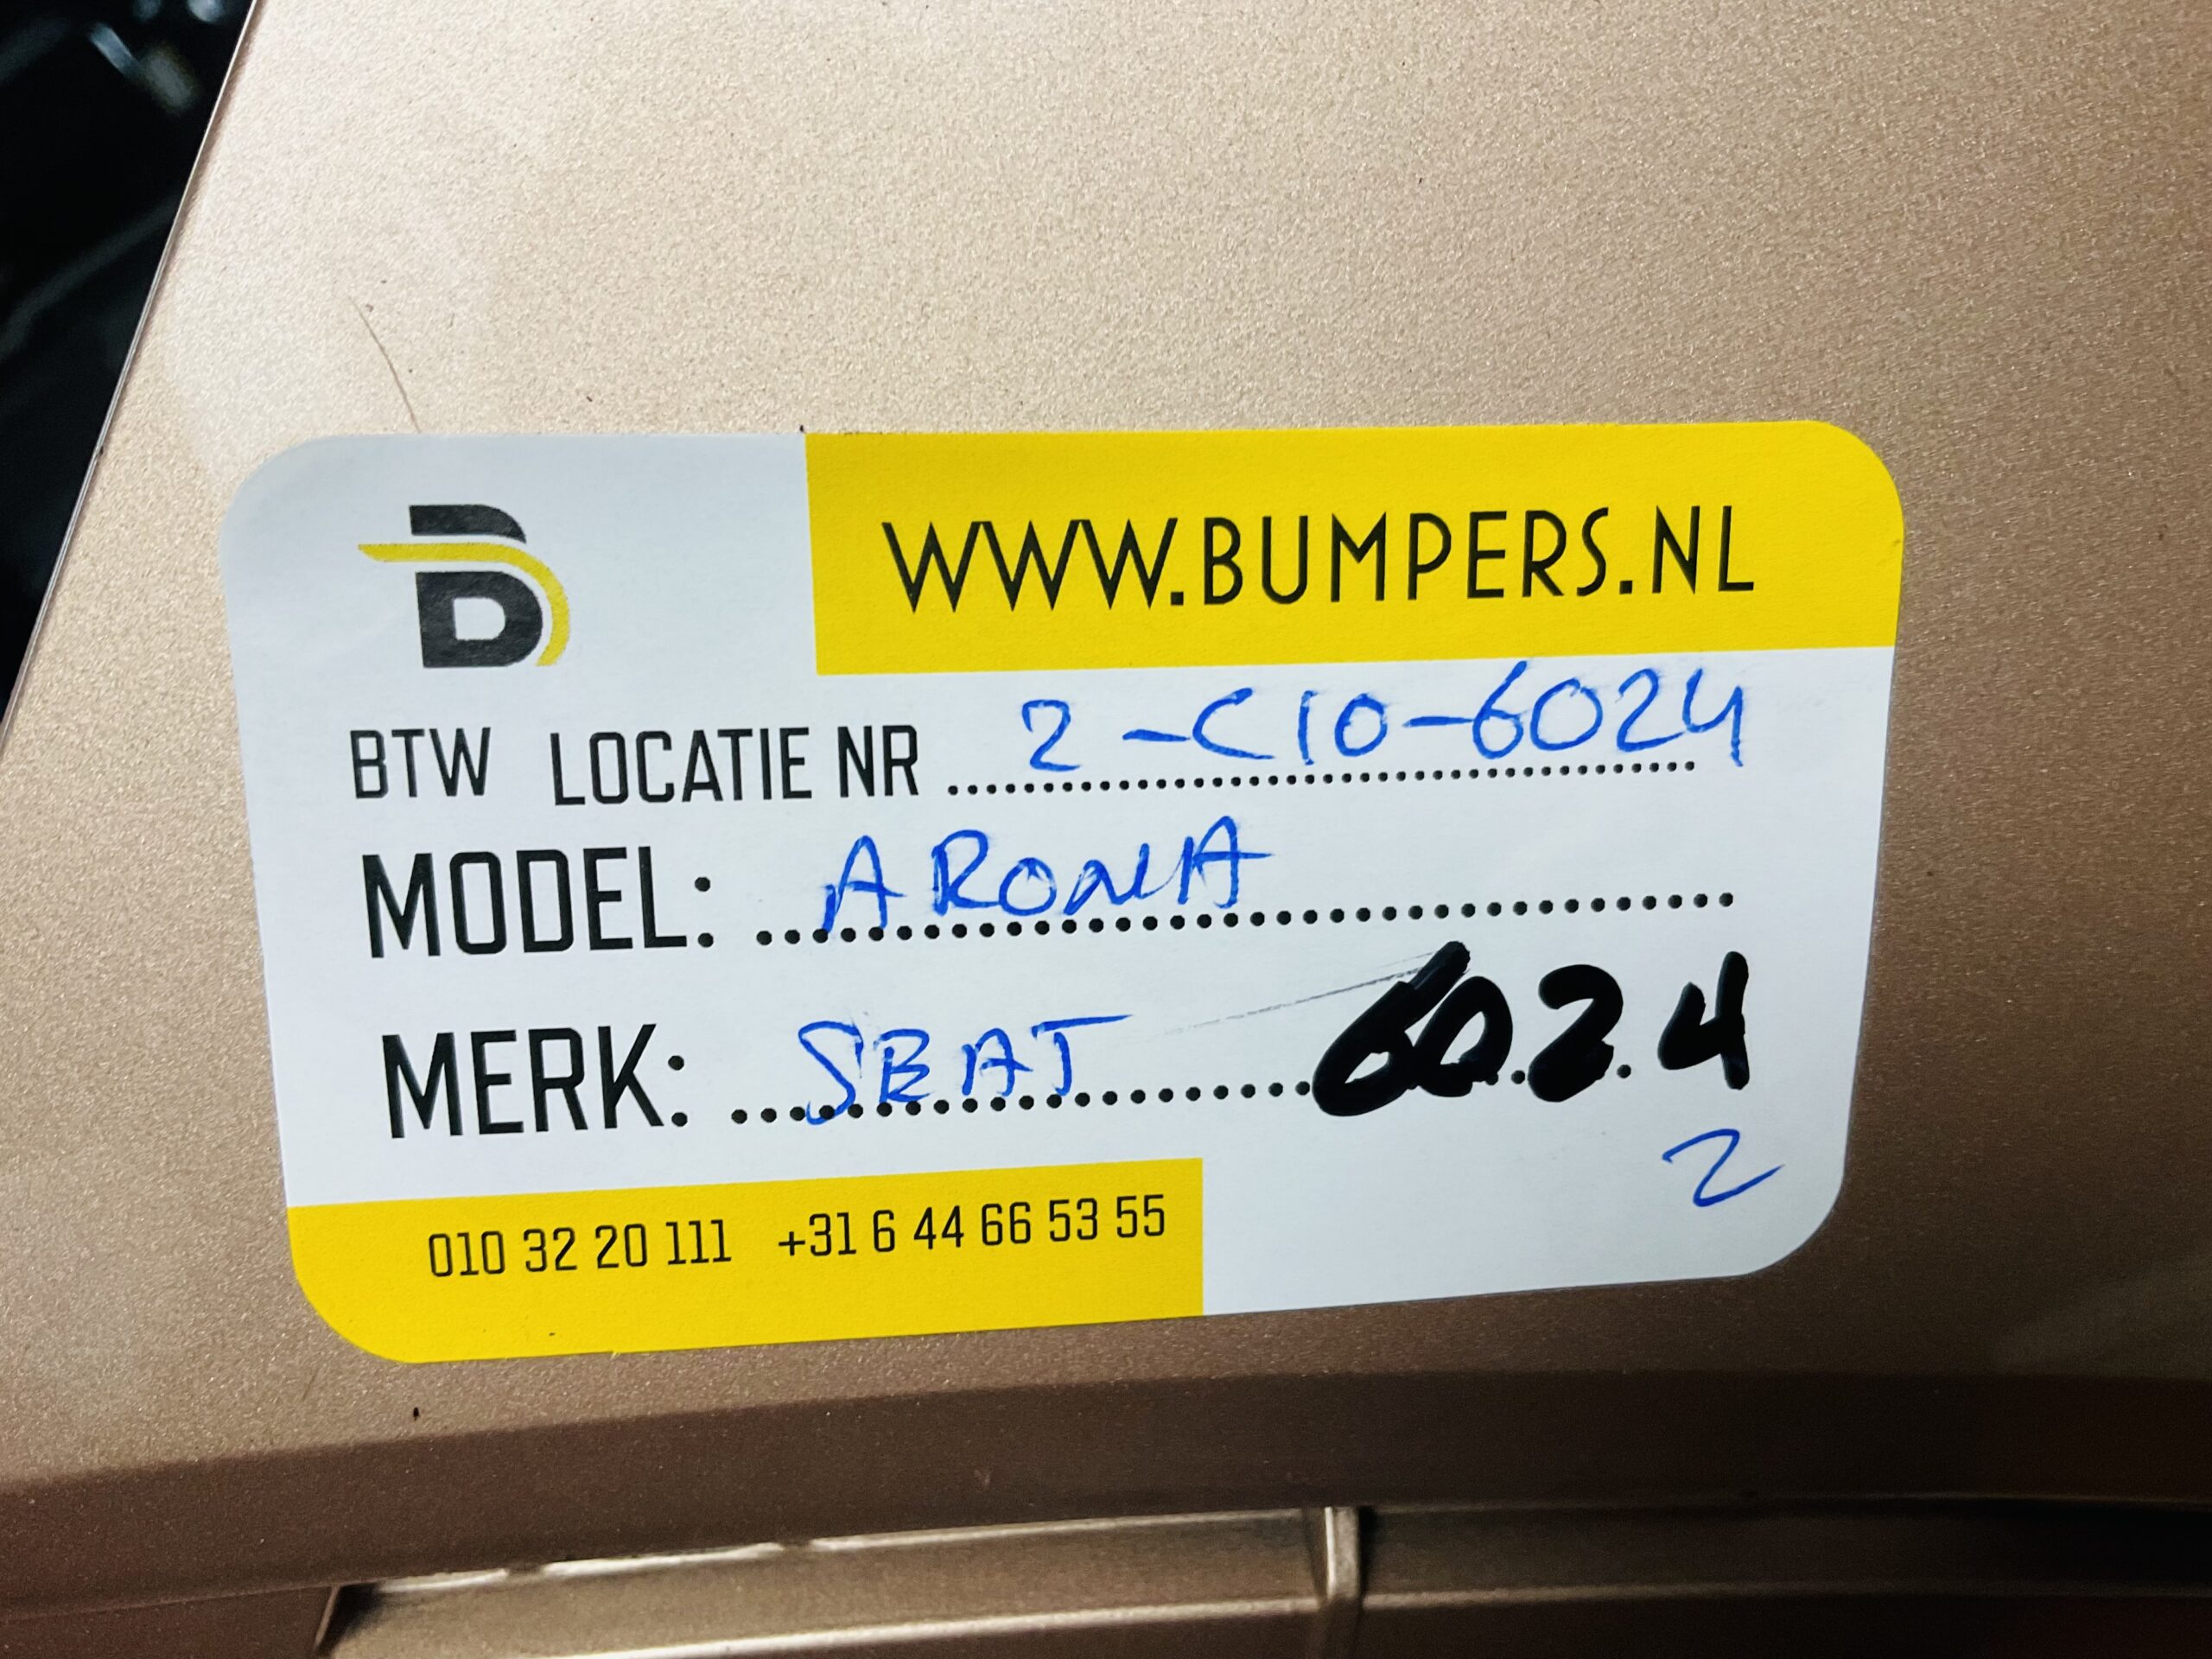 B
WWW.BUMPERS.NL
BTW LOCATIE NR 2-C10-6024
MODEL: ARONA
MERK: SEAT 6024
2
010 32 20 111 +31 6 44 66 53 55